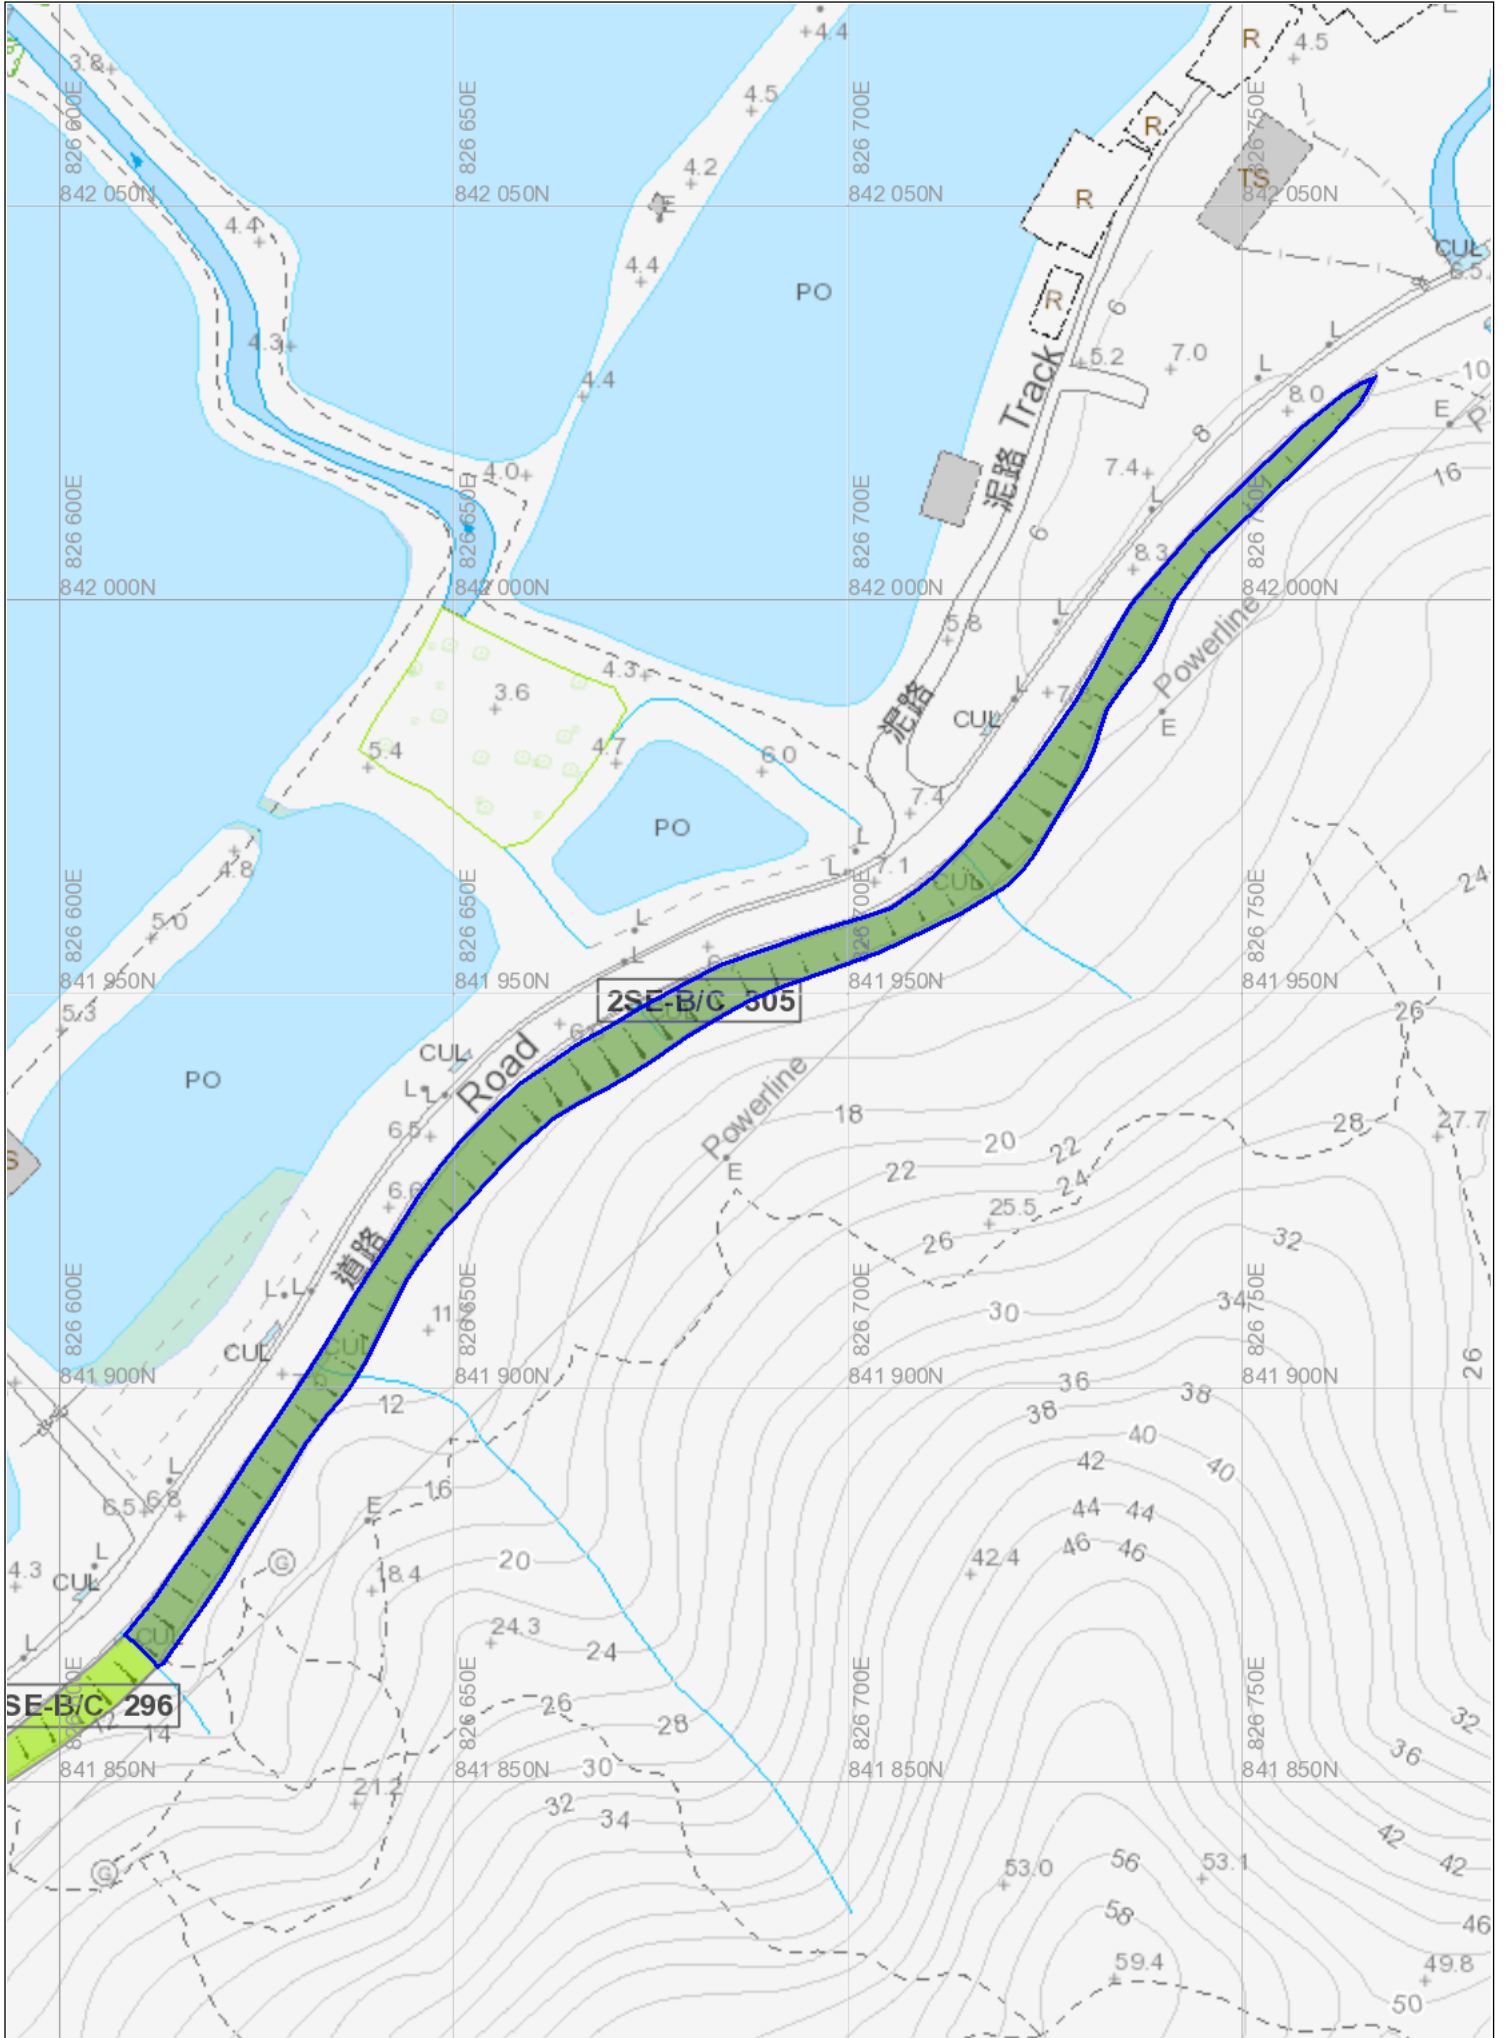 4.4
R
4.5
3.8
4.5
826 600E
826 650E
826 700E
826 750E
R
4.2
TS
842 050N
842 050N
842 050N
842 050N
R
E
4.4
CUL
4.4
6.5
PO
R
6
4.3
L
5.2
7.0
10
4.4
L
8.0
E
泥路 Track
8
16
4.0
7.4
L
826 600E
826 650E
826 700E
6
8.3
842 000N
842 000N
842 000N
842 000N
5.8
L
Powerline
4.3
3.6
L
泥路
CUL
E
5.4
4.7
6.0
7.4
PO
L
4.8
L
7.1
CUL
24
826 600E
826 650E
826 750E
5.0
L
L
841 950N
841 950N
841 950N
841 950N
2SE-B/C 305
5.3
26
CUL
Road
PO
L
L
Powerline
18
6.5
20
22
28
27.7
S
22
E
24
6.6
25.5
道路
26
32
826 600E
826 650E
826 700E
826 750E
L
L
30
34
CUL
CUL
26
841 900N
841 900N
841 900N
841 900N
36
38
12
38
40
42
40
L
16
6.5
6.8
E
44
44
46
46
L
20
42.4
4.3
CUL
G
18.4
24.3
CUL
24
L
826 650E
826 700E
826 750E
SE-B/C 296
26
28
32
14
36
841 850N
841 850N
841 850N
841 850N
30
21.2
32
34
42
42
G
53.0
56
53.1
58
46
59.4
49.8
50